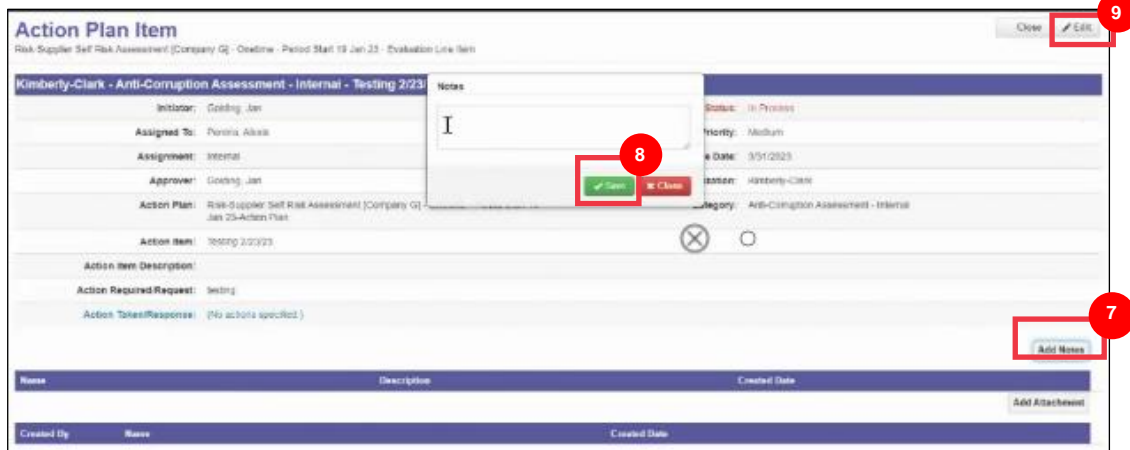 9
Action Plan Item
Close Edit
Risk-Supplier Self Risk Assessment [Company G] - Onetime - Period Start 19 Jan 23 - Evaluation Line Item
Kimberly-Clark - Anti-Corruption Assessment - Internal - Testing 2/23/
Notes
Initiator: Golding, Jan
Status: In Process
Assigned To: Alexis
Priority: Medium
Assignment: Internal
8
e Date: 3/31/2023
Approver: Golding, Jan
Save Close
zation: Kimberly-Clark
Action Plan: Risk-Supplier Self Risk Assessment [Company G] -
Jan 23-Action Plan
tegory: Anti-Corruption Assessment - Internal
Action Item: Testing 2/23/23
Action Item Description:
Action Required/Request: testing
Action Taken/Response: (No actions specified.)
7
Add Notes
Name Description Created Date
Add Attachment
Created By Name Created Date